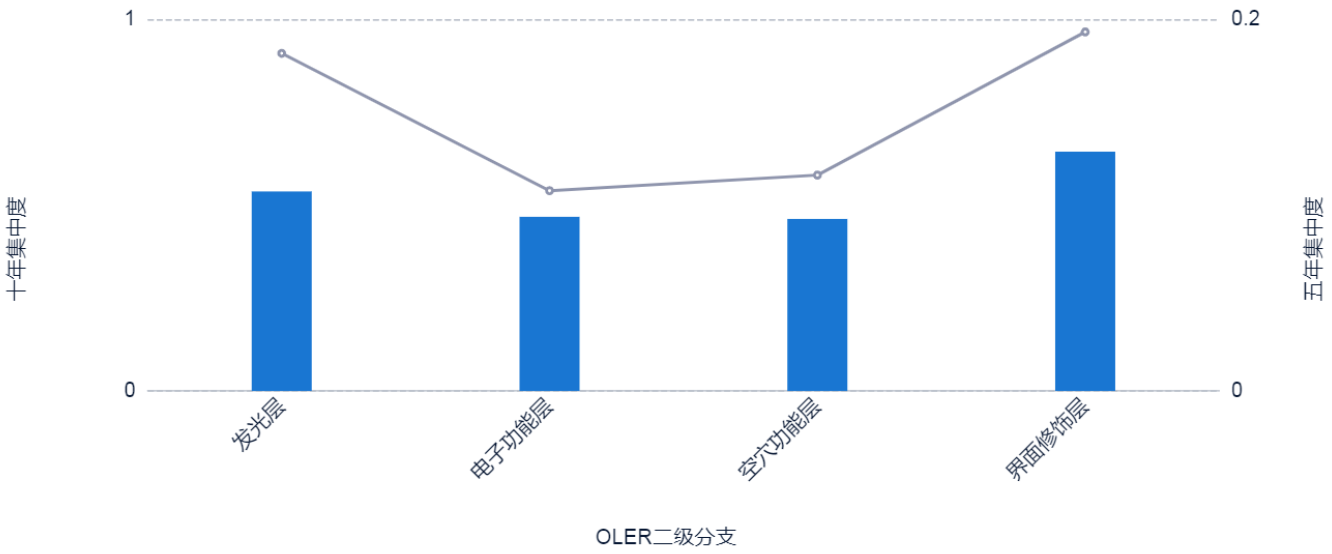 1
0.2
十年集中度
五年集中度
0
0
发光层
电子功能层
空穴功能层
界面修饰层
OLER二级分支